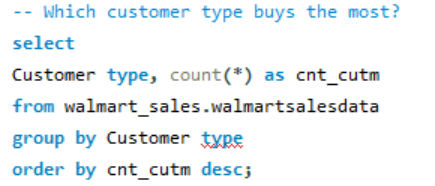 -- Which customer type buys the most?
select
Customer type, count(*) as cnt_cutm
from walmart_sales.walmartsalesdata
group by Customer type
order by cnt_cutm desc;